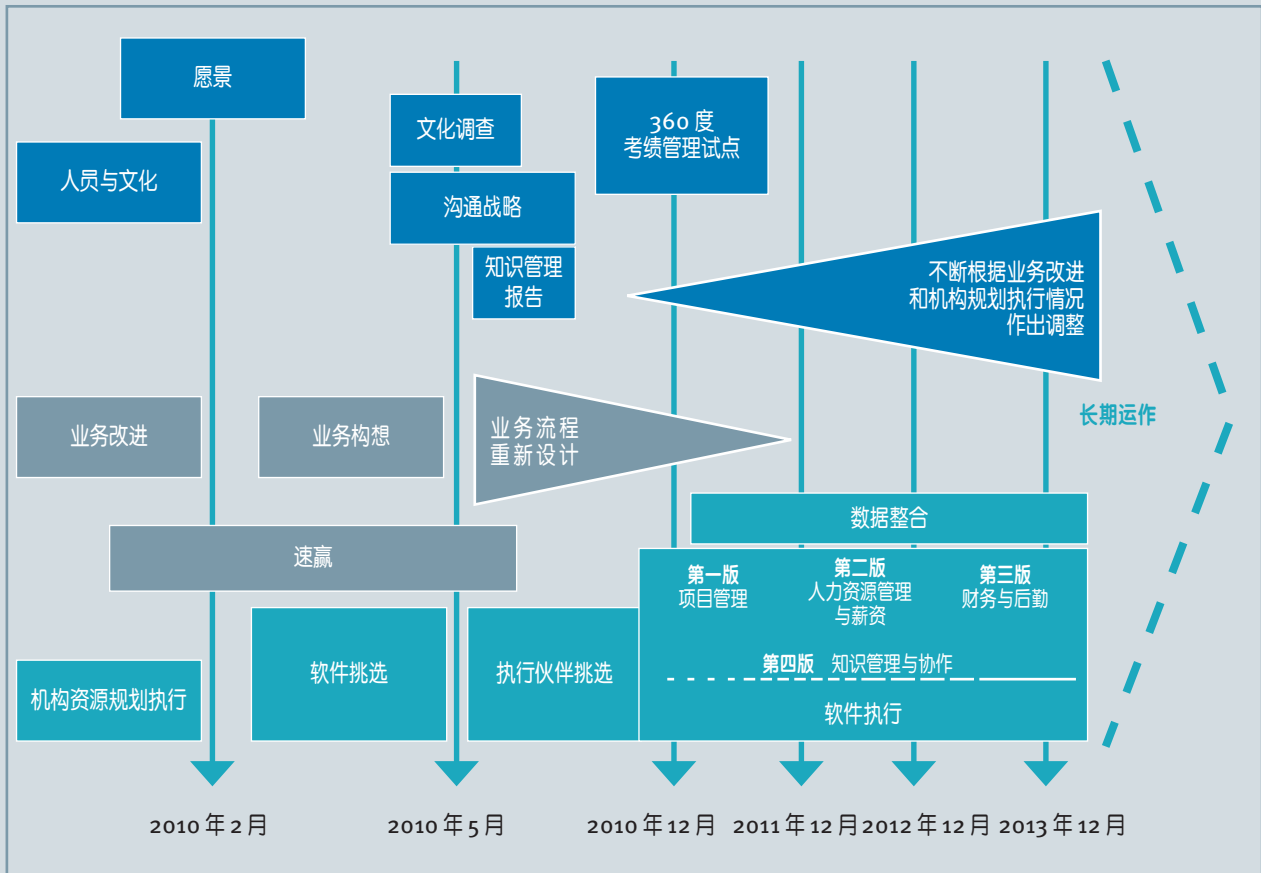 愿景
人员与文化
文化调查
沟通战略
知识管理
报告
360 度
考绩管理试点
不断根据业务改进
和机构规划执行情况
作出调整
业务改进
业务构想
业务流程
重新设计
长期运作
速赢
数据整合
第一版
项目管理
第二版
人力资源管理
与薪资
第三版
财务与后勤
第四版 知识管理与协作
软件执行
机构资源规划执行
软件挑选
执行伙伴挑选
2010 年 2 月
2010 年 5 月
2010 年 12 月
2011 年 12 月
2012 年 12 月
2013 年 12 月